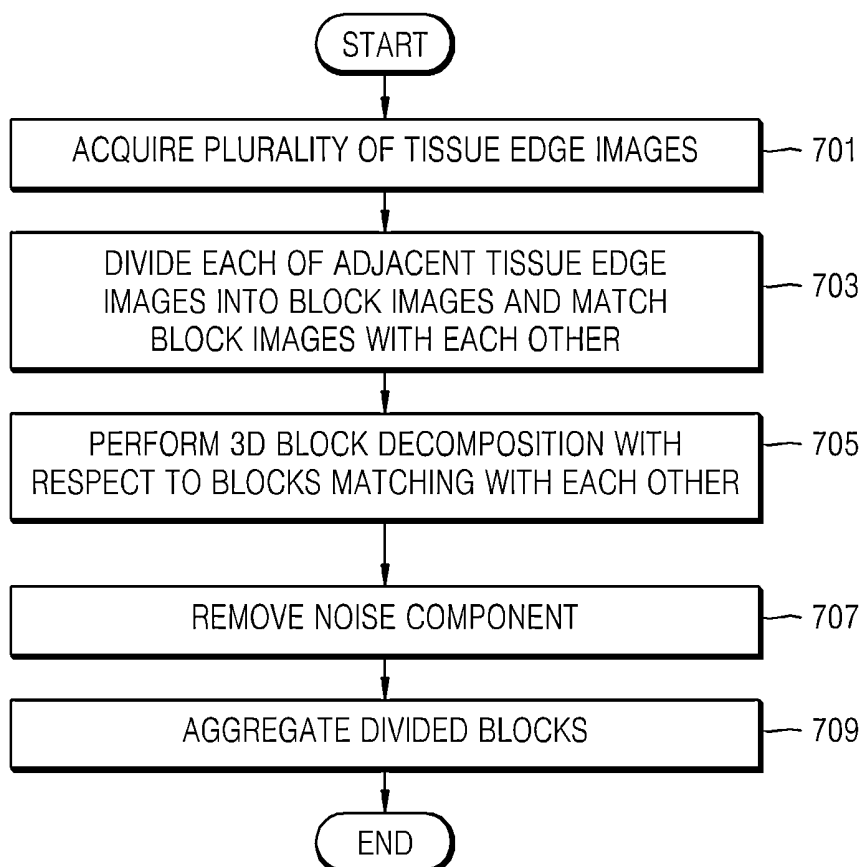 START
ACQUIRE PLURALITY OF TISSUE EDGE IMAGES
701
DIVIDE EACH OF ADJACENT TISSUE EDGE
IMAGES INTO BLOCK IMAGES AND MATCH
BLOCK IMAGES WITH EACH OTHER
703
PERFORM 3D BLOCK DECOMPOSITION WITH
RESPECT TO BLOCKS MATCHING WITH EACH OTHER
705
REMOVE NOISE COMPONENT
707
AGGREGATE DIVIDED BLOCKS
709
END